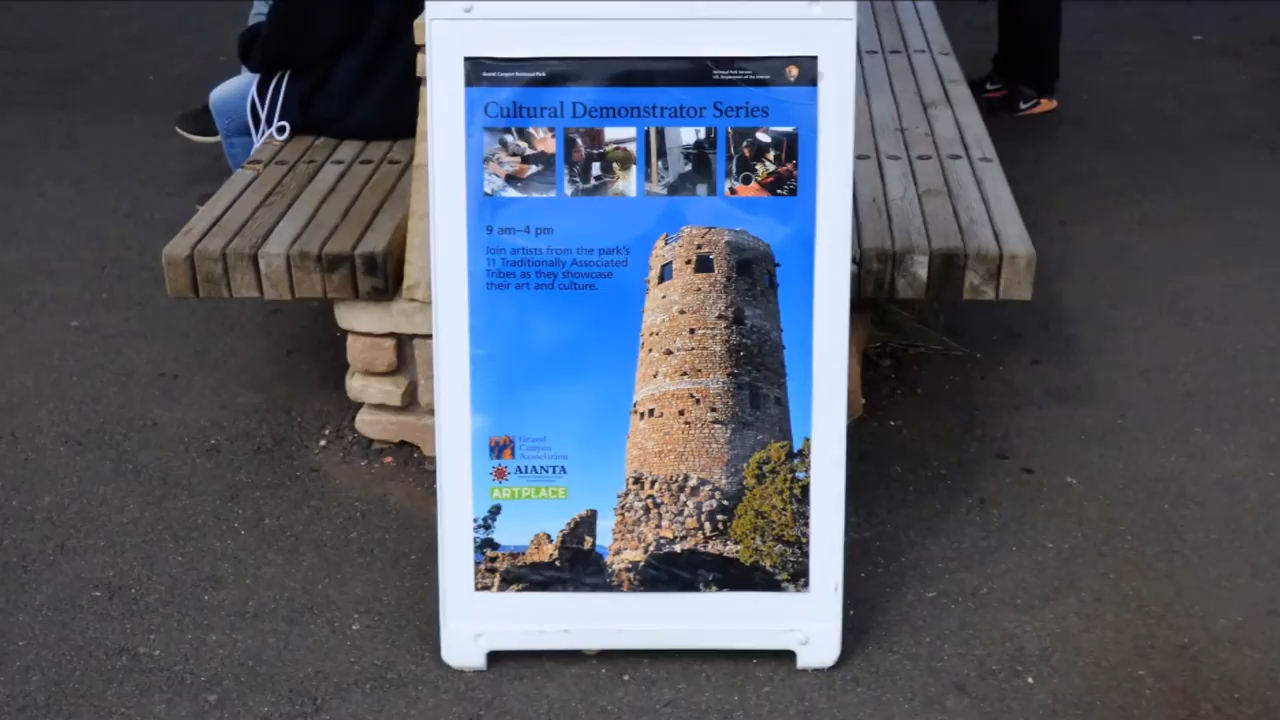 Grand Canyon National Park
National Park Service
U.S. Department of the Interior
Cultural Demonstrator Series
9 am–4 pm
Join artists from the park's
11 Traditionally Associated
Tribes as they showcase
their art and culture.
Grand
Canyon
Association
AIANTA
ARTPLACE